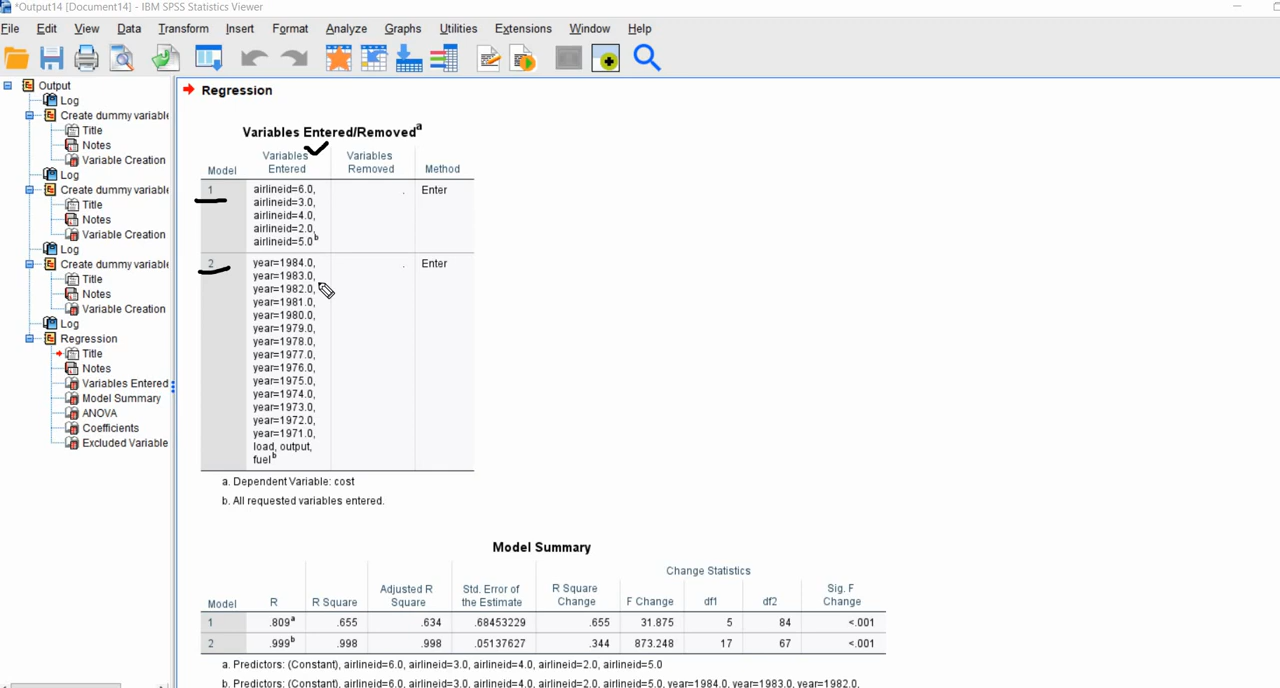 *Output14 [Document14] - IBM SPSS Statistics Viewer
File Edit View Data Transform Insert Format Analyze Graphs Utilities Extensions Window Help
Output
Log
Create dummy variable
Title
Notes
Variable Creation
Log
Create dummy variable
Title
Notes
Variable Creation
Log
Create dummy variable
Title
Notes
Variable Creation
Log
Regression
Title
Notes
Variables Entered
Model Summary
ANOVA
Coefficients
Excluded Variable
Regression
Variables Entered/Removed a
Model Variables Entered Variables Removed Method
1 airlineid=6.0, . Enter
airlineid=3.0,
airlineid=4.0,
airlineid=2.0,
airlineid=5.0 b
2 year=1984.0, . Enter
year=1983.0,
year=1982.0,
year=1981.0,
year=1980.0,
year=1979.0,
year=1978.0,
year=1977.0,
year=1976.0,
year=1975.0,
year=1974.0,
year=1973.0,
year=1972.0,
year=1971.0,
load, output,
fuel b
a. Dependent Variable: cost
b. All requested variables entered.
Model Summary
Change Statistics
Model R R Square Adjusted R Square Std. Error of the Estimate R Square Change F Change df1 df2 Sig. F Change
1 .809a .655 .634 .68453229 .655 31.875 5 84 <.001
2 .999b .998 .998 .05137627 .344 873.248 17 67 <.001
a. Predictors: (Constant), airlineid=6.0, airlineid=3.0, airlineid=4.0, airlineid=2.0, airlineid=5.0
b. Predictors: (Constant), airlineid=6.0, airlineid=3.0, airlineid=4.0, airlineid=2.0, airlineid=5.0, year=1984.0, year=1983.0, year=1982.0,